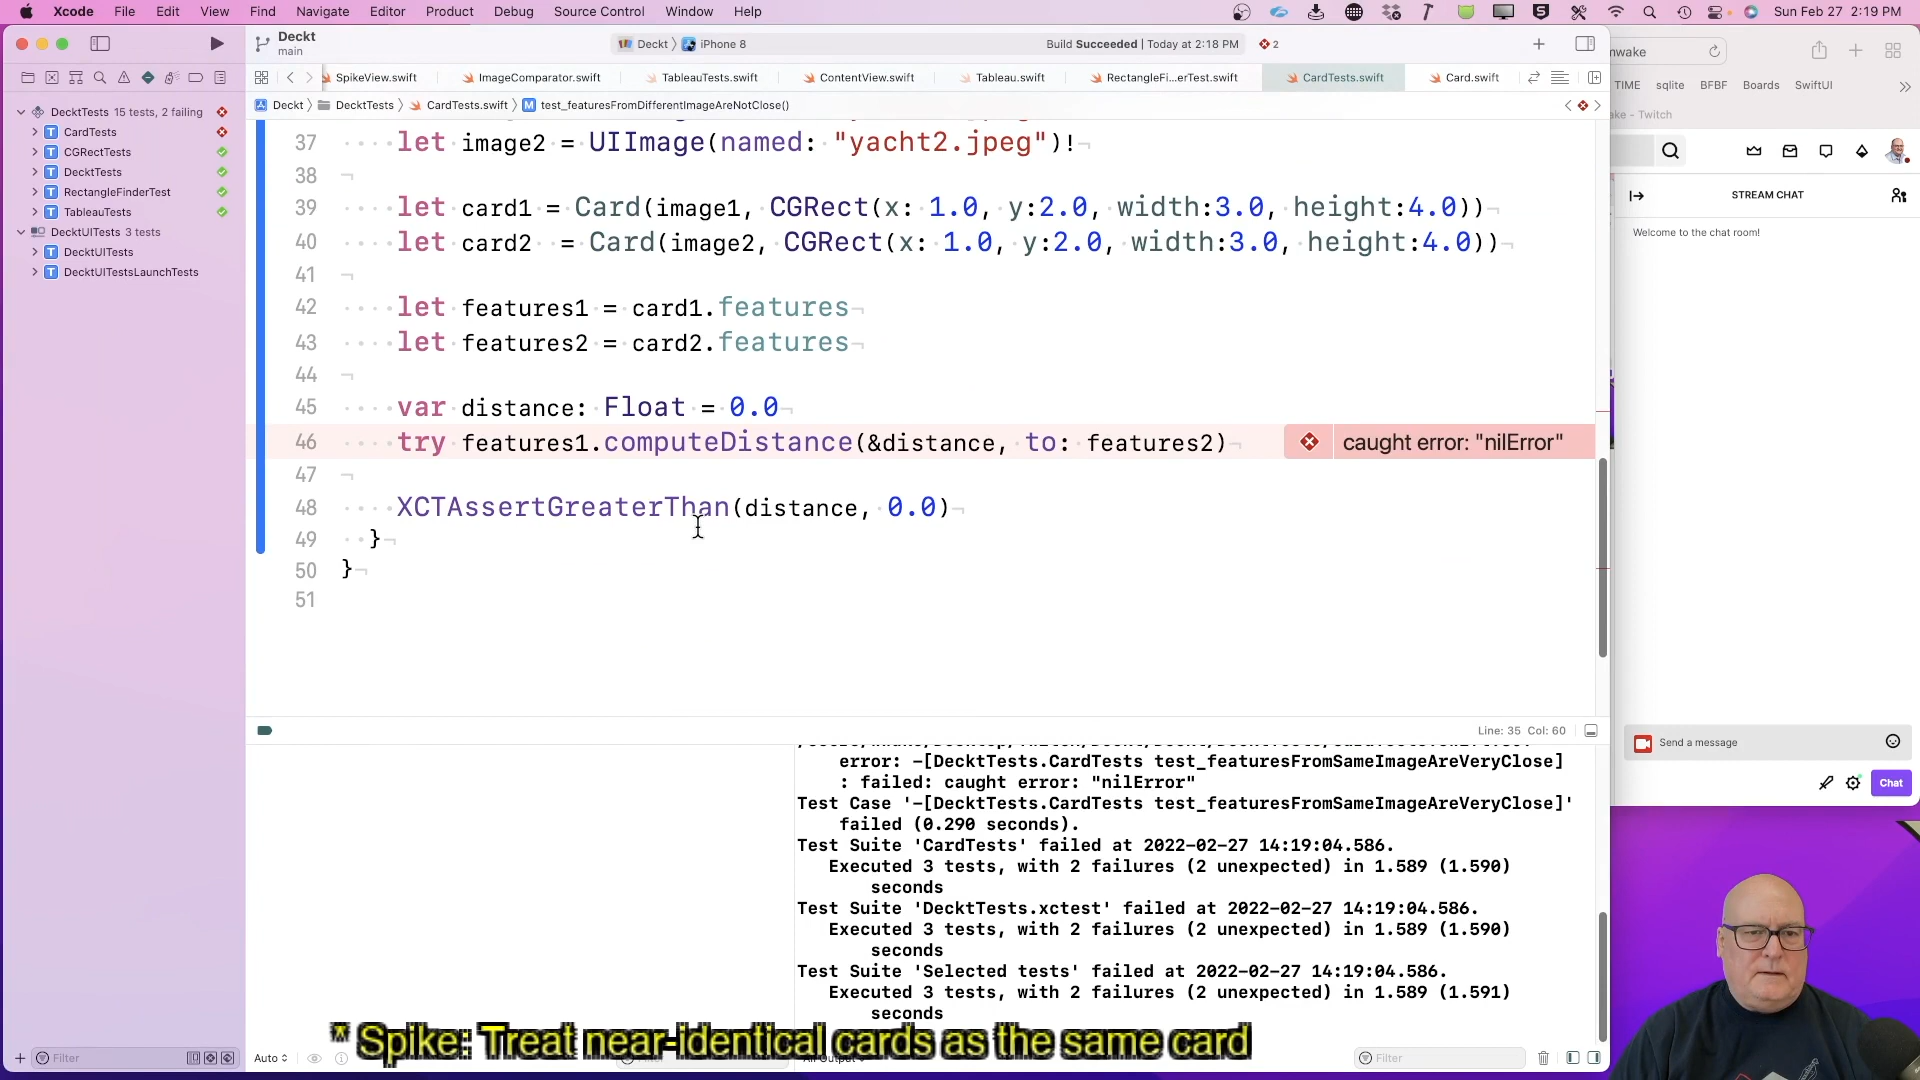 Xcode File Edit View Find Navigate Editor Product Debug Source Control Window Help
Sun Feb 27 2:19 PM
Deckt
main
Deckt
iPhone 8
Build Succeeded | Today at 2:18 PM
2
SpikeView.swift
ImageComparator.swift
TableauTests.swift
ContentView.swift
Tableau.swift
RectangleFi...erTest.swift
CardTests.swift
Card.swift
Deckt
DecktTests
CardTests.swift
M test_featuresFromDifferentImageAreNotClose()
DecktTests 15 tests, 2 failing
T CardTests
T CGRectTests
T DecktTests
T RectangleFinderTest
T TableauTests
DecktUITests 3 tests
T DecktUITests
T DecktUITestsLaunchTests
37 let image2 = UIImage(named: "yacht2.jpeg")!
38
39 let card1 = Card(image1, CGRect(x: 1.0, y:2.0, width:3.0, height:4.0))
40 let card2 = Card(image2, CGRect(x: 1.0, y:2.0, width:3.0, height:4.0))
41
42 let features1 = card1.features
43 let features2 = card2.features
44
45 var distance: Float = 0.0
46 try features1.computeDistance(&distance, to: features2)
caught error: "nilError"
47
48 XCTAssertGreaterThan(distance, 0.0)
49 }
50 }
51
Line: 35 Col: 60
error: -[DecktTests.CardTests test_featuresFromSameImageAreVeryClose]
: failed: caught error: "nilError"
Test Case '-[DecktTests.CardTests test_featuresFromSameImageAreVeryClose]'
failed (0.290 seconds).
Test Suite 'CardTests' failed at 2022-02-27 14:19:04.586.
Executed 3 tests, with 2 failures (2 unexpected) in 1.589 (1.590)
seconds
Test Suite 'DecktTests.xctest' failed at 2022-02-27 14:19:04.586.
Executed 3 tests, with 2 failures (2 unexpected) in 1.589 (1.590)
seconds
Test Suite 'Selected tests' failed at 2022-02-27 14:19:04.586.
Executed 3 tests, with 2 failures (2 unexpected) in 1.589 (1.591)
seconds
* Spike: Treat near-identical cards as the same card
Filter
Auto
Filter
nwake
TIME sqlite BFBF Boards SwiftUI
ke - Twitch
STREAM CHAT
Welcome to the chat room!
Send a message
Chat